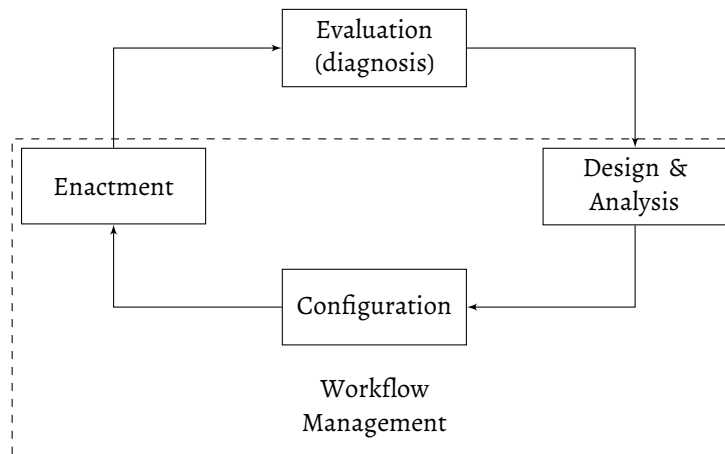 Evaluation
(diagnosis)
Enactment
Design &
Analysis
Configuration
Workflow
Management